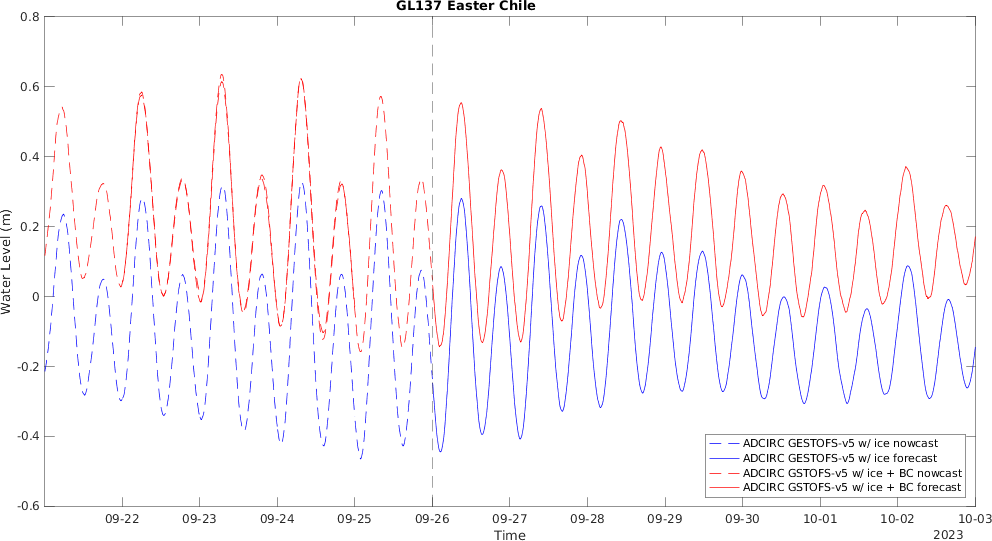 GL137 Easter Chile
Water Level (m)
0.8
0.6
0.4
0.2
0
-0.2
-0.4
-0.6
09-22 09-23 09-24 09-25 09-26 09-27 09-28 09-29 09-30 10-01 10-02 10-03
Time
2023
ADCIRC GESTOFS-v5 w/ ice nowcast
ADCIRC GESTOFS-v5 w/ ice forecast
ADCIRC GSTOFS-v5 w/ ice + BC nowcast
ADCIRC GSTOFS-v5 w/ ice + BC forecast